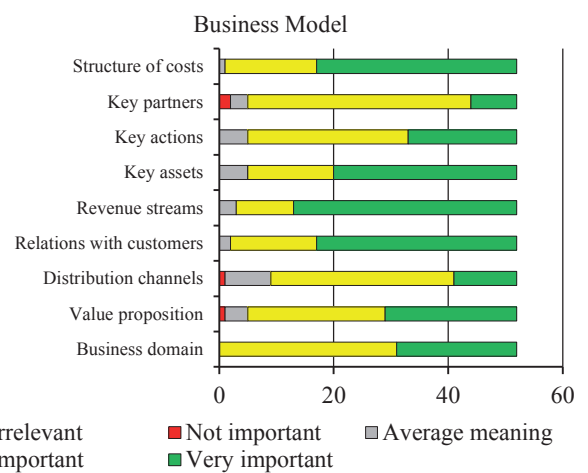 Business Model
Structure of costs
Key partners
Key actions
Key assets
Revenue streams
Relations with customers
Distribution channels
Value proposition
Business domain
0 20 40 60
rrelevant Not important Average meaning
mportant Very important